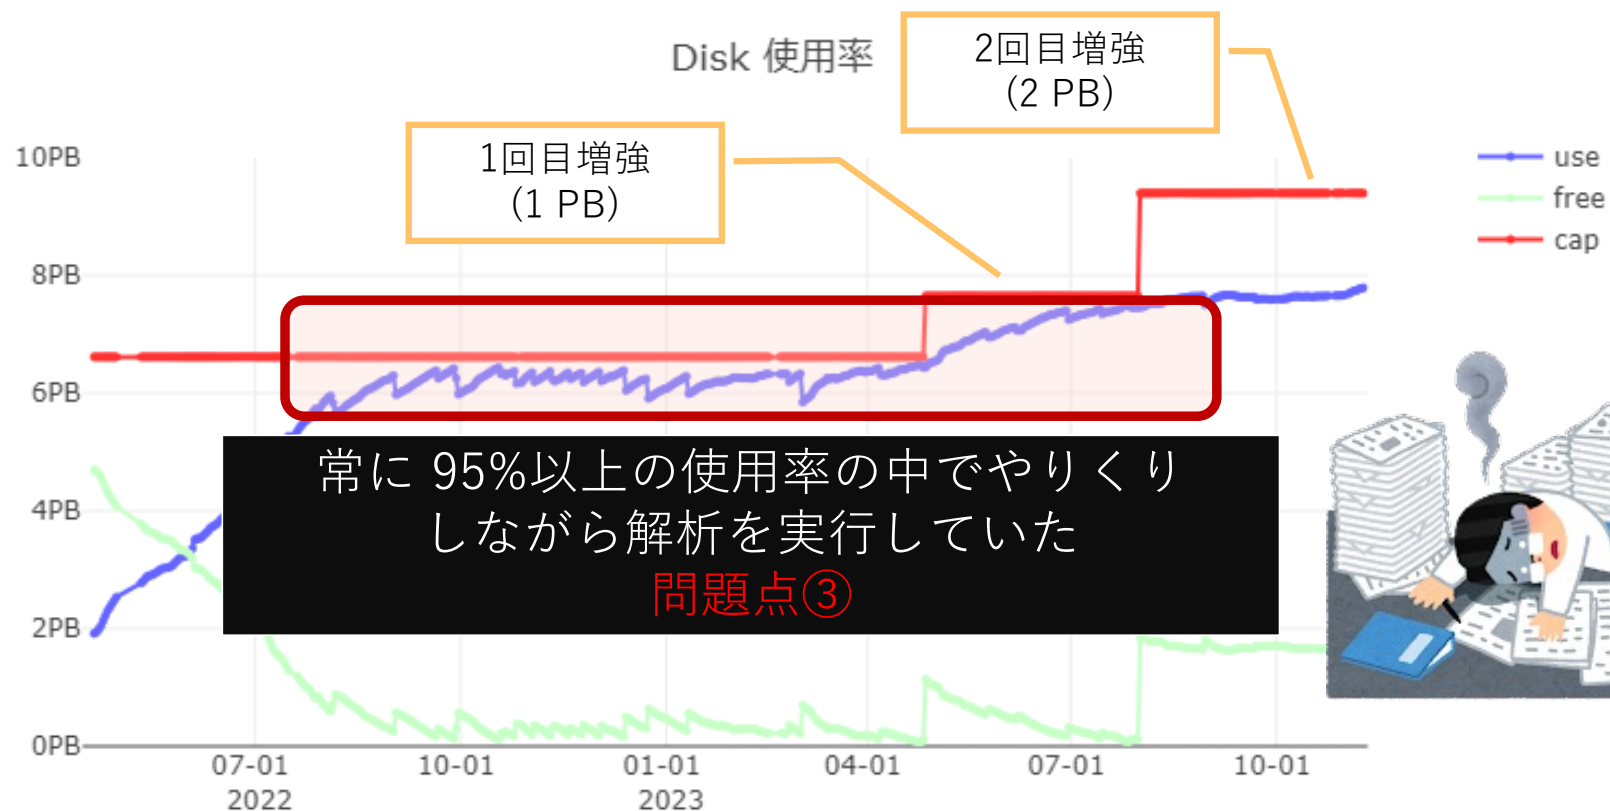 Disk 使用率
2回目増強
(2 PB)
1回目増強
(1 PB)
10PB
8PB
6PB
4PB
2PB
0PB
use
free
cap
常に 95%以上の使用率の中でやりくり
しながら解析を実行していた
問題点③
07-01
10-01
01-01
04-01
07-01
10-01
2022
2023